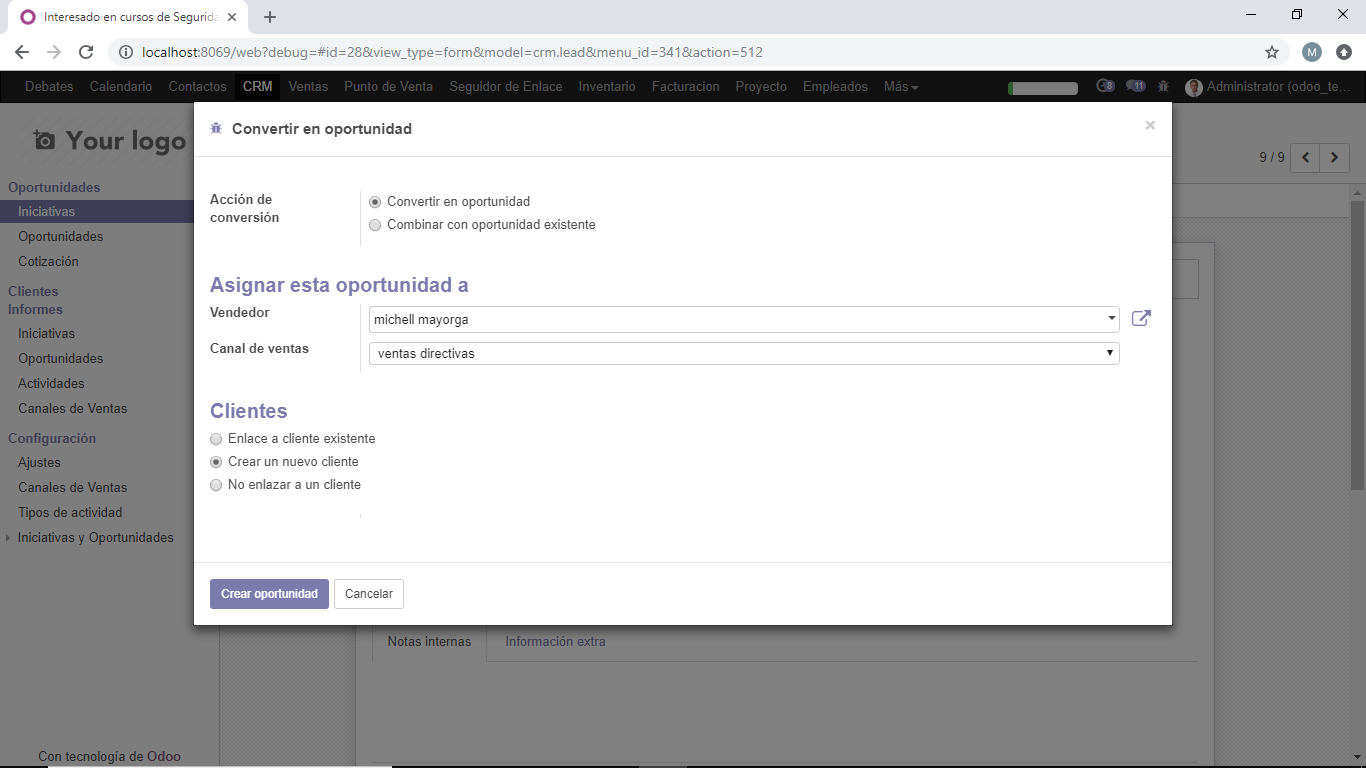 Interesado en cursos de Segurida
localhost:8069/web?debug=#id=28&view_type=form&model=crm.lead&menu_id=341&action=512
M
Debates Calendario Contactos CRM Ventas Punto de Venta Seguidor de Enlace Inventario Facturacion Proyecto Empleados Más 8 11 Administrator (odoo_te...
Your logo
Convertir en oportunidad ×
9 / 9
Oportunidades
Iniciativas
Oportunidades
Cotización
Clientes
Informes
Iniciativas
Oportunidades
Actividades
Canales de Ventas
Configuración
Ajustes
Canales de Ventas
Tipos de actividad
Iniciativas y Oportunidades
Con tecnología de Odoo
Acción de
conversión
Convertir en oportunidad
Combinar con oportunidad existente
Asignar esta oportunidad a
Vendedor michell mayorga
Canal de ventas ventas directivas
Clientes
Enlace a cliente existente
Crear un nuevo cliente
No enlazar a un cliente
Crear oportunidad Cancelar
Notas internas Información extra